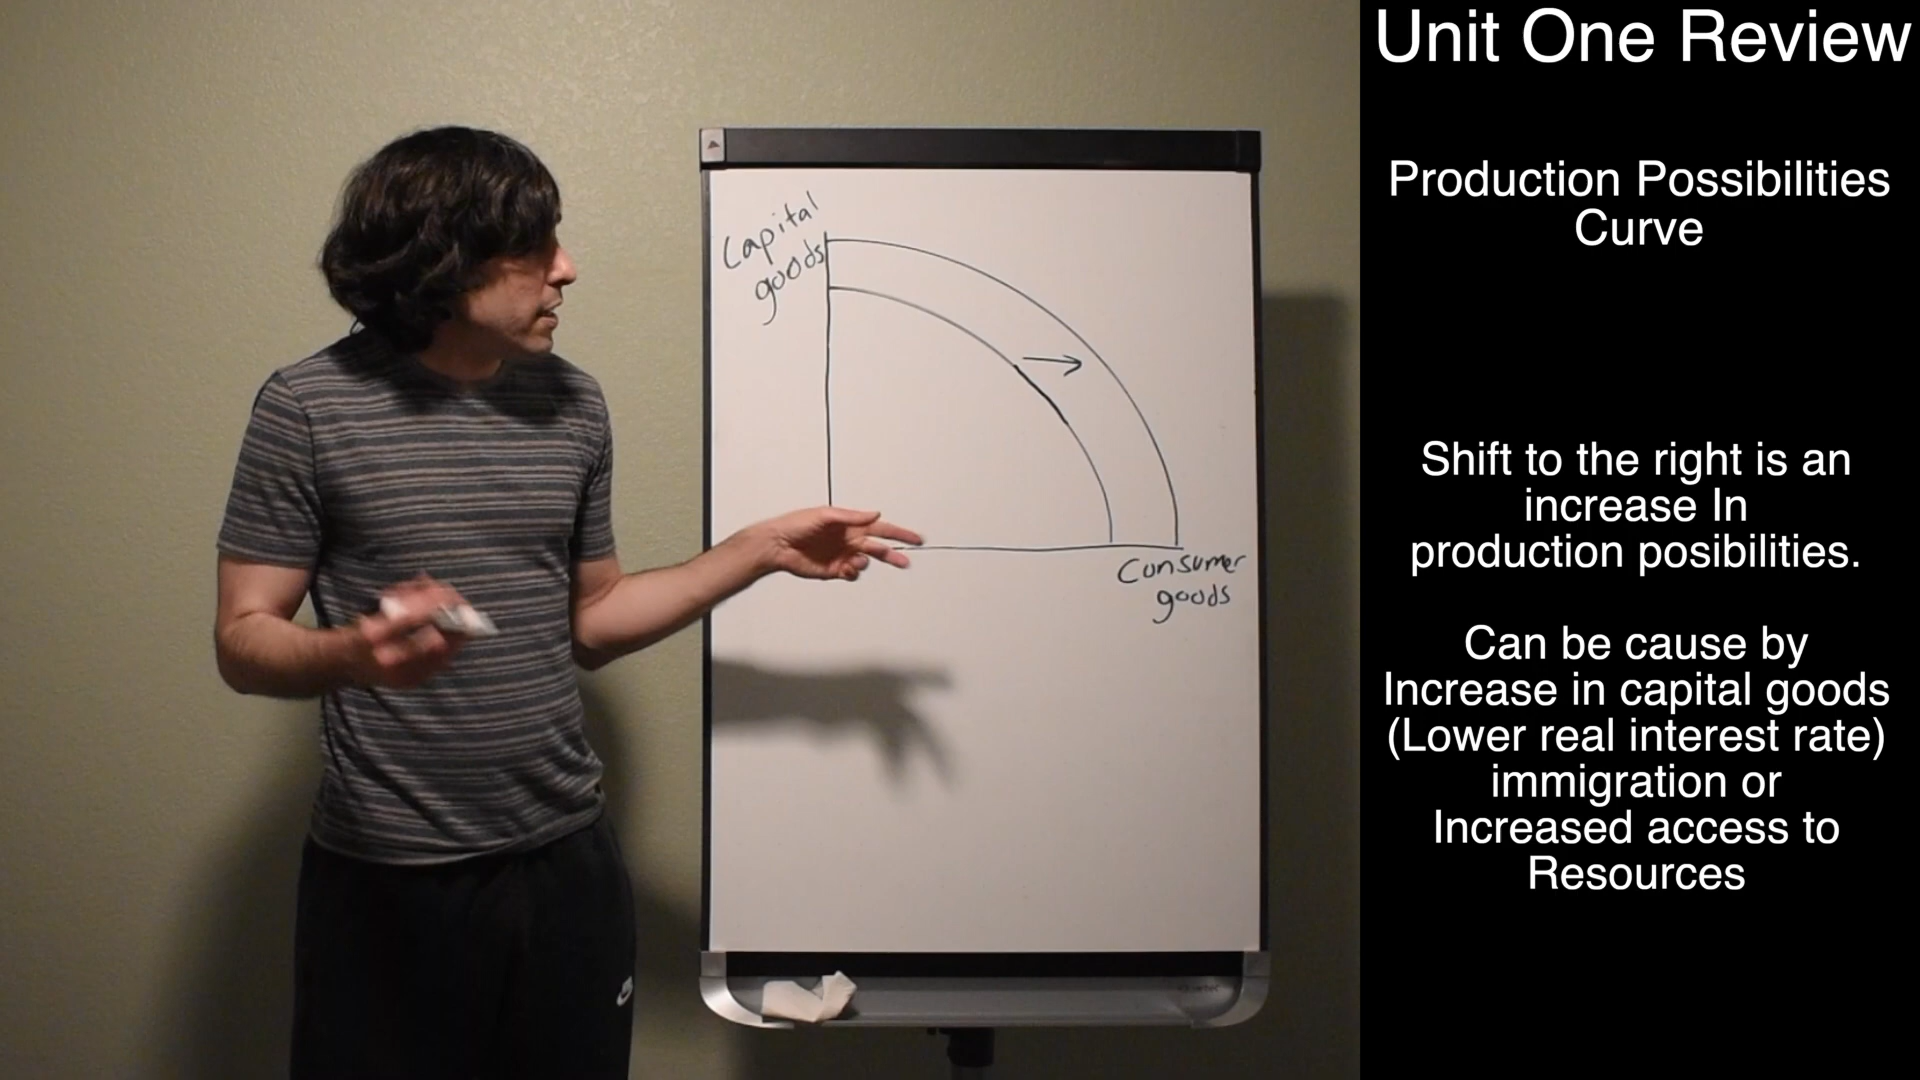 Unit One Review
Production Possibilities
Curve
Capital
goods
Consumer
goods
Shift to the right is an
increase In
production posibilities.
Can be cause by
Increase in capital goods
(Lower real interest rate)
immigration or
Increased access to
Resources